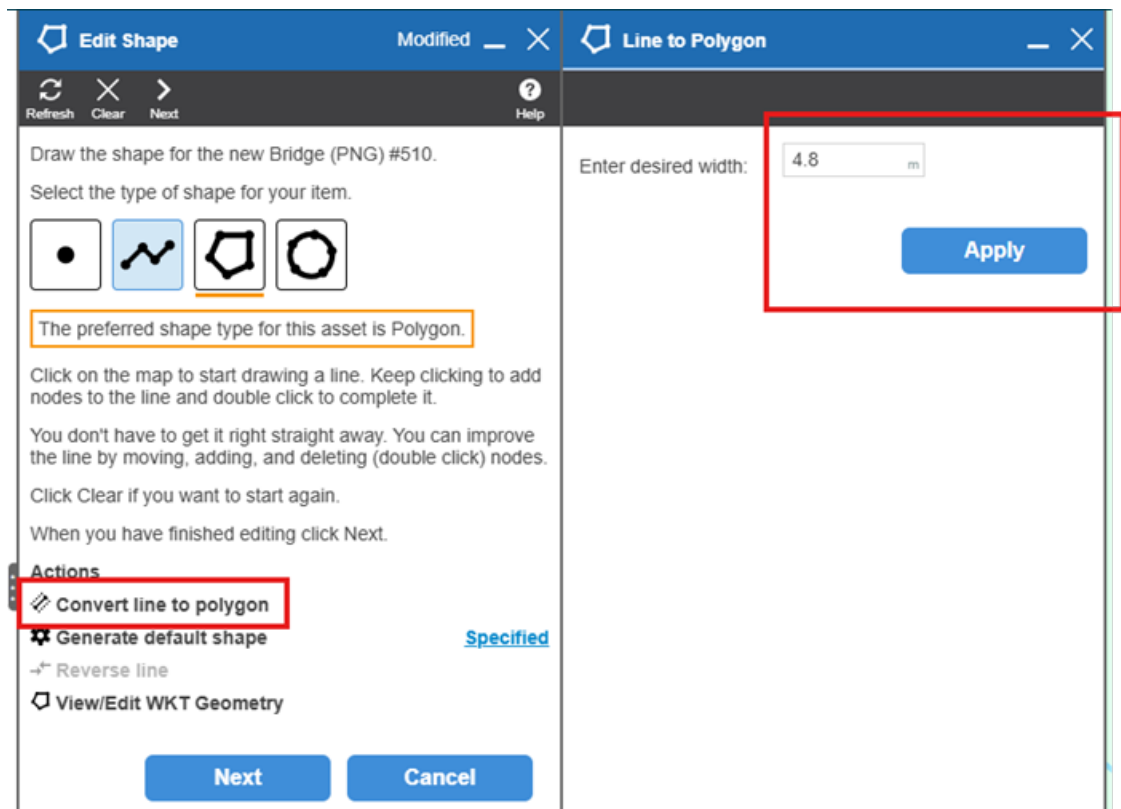 Edit Shape
Modified
Refresh
Clear
Next
Help
Draw the shape for the new Bridge (PNG) #510.
Select the type of shape for your item.
The preferred shape type for this asset is Polygon.
Click on the map to start drawing a line. Keep clicking to add
nodes to the line and double click to complete it.
You don't have to get it right straight away. You can improve
the line by moving, adding, and deleting (double click) nodes.
Click Clear if you want to start again.
When you have finished editing click Next.
Actions
Convert line to polygon
Generate default shape
Specified
Reverse line
View/Edit WKT Geometry
Next
Cancel
Line to Polygon
Enter desired width:
4.8
m
Apply